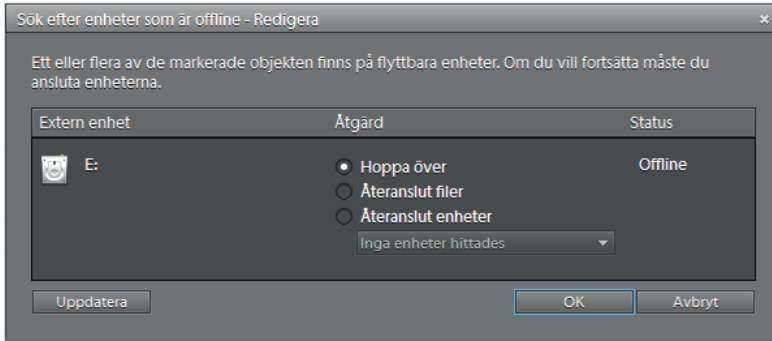 Sök efter enheter som är offline - Redigera
Ett eller flera av de markerade objekten finns på flyttbara enheter. Om du vill fortsätta måste du
ansluta enheterna.
Extern enhet Åtgärd Status
E: Hoppa över Offline
Återanslut filer
Återanslut enheter
Inga enheter hittades
Uppdatera OK Avbryt